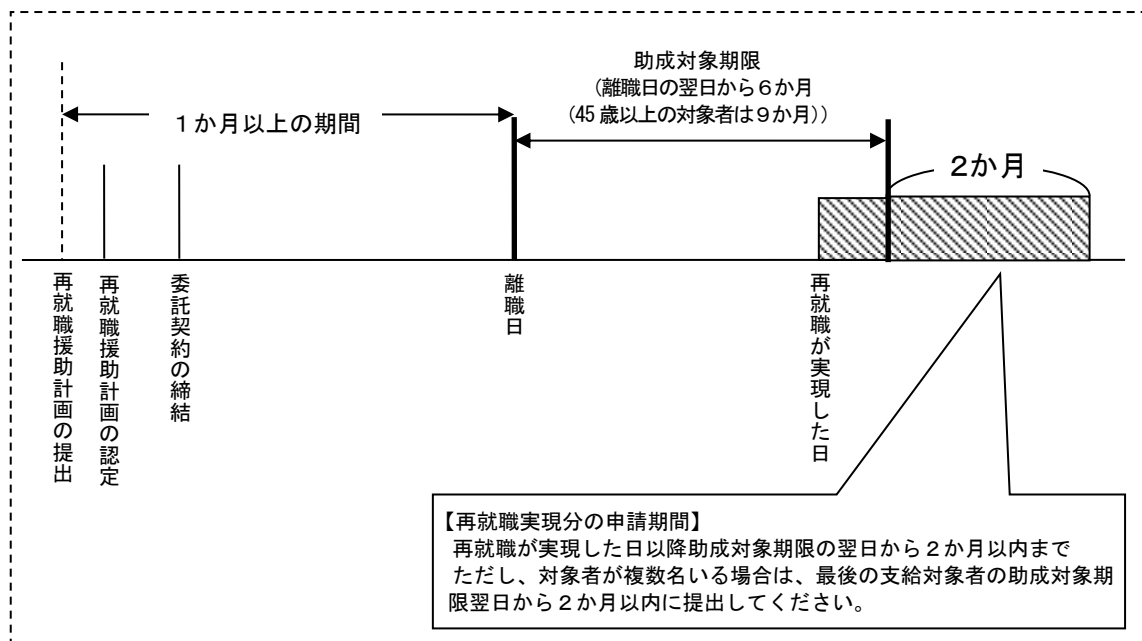 助成対象期限
（離職日の翌日から６か月
（45歳以上の対象者は９か月））
１か月以上の期間
２か月
再就職援助計画の提出
再就職援助計画の認定
委託契約の締結
離職日
再就職が実現した日
【再就職実現分の申請期間】
再就職が実現した日以降助成対象期限の翌日から２か月以内まで
ただし、対象者が複数名いる場合は、最後の支給対象者の助成対象期
限翌日から２か月以内に提出してください。